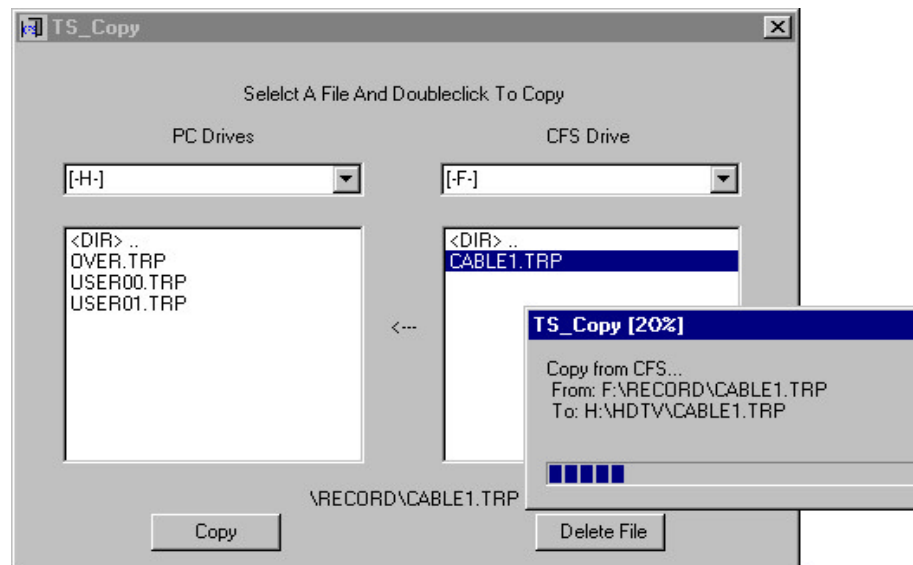 TS_Copy
Selelct A File And Doubleclick To Copy
PC Drives
CFS Drive
[-H-]
[-F-]
<DIR> ..
OVER.TRP
USER00.TRP
USER01.TRP
<---
<DIR> ..
CABLE1.TRP
TS_Copy [20%]
Copy from CFS...
From: F:\RECORD\CABLE1.TRP
To: H:\HDTV\CABLE1.TRP
\RECORD\CABLE1.TRP
Copy
Delete File